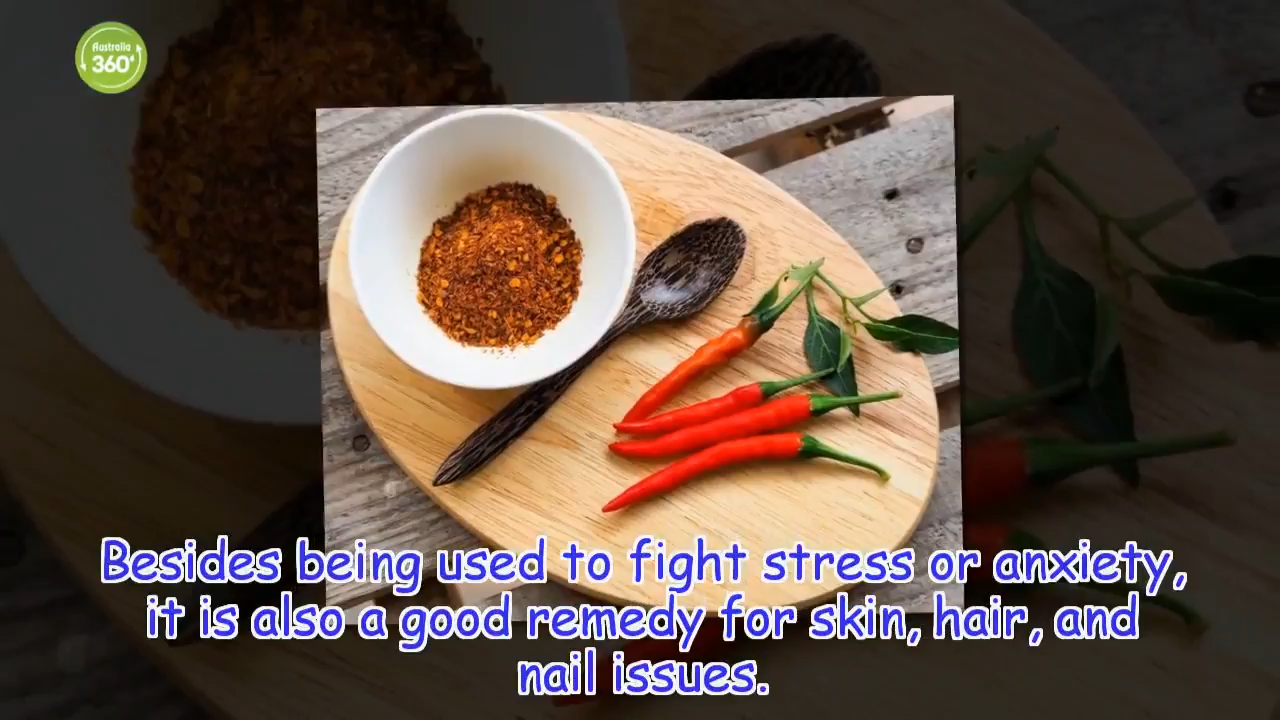 Australia
360°
Besides being used to fight stress or anxiety,
it is also a good remedy for skin, hair, and
nail issues.